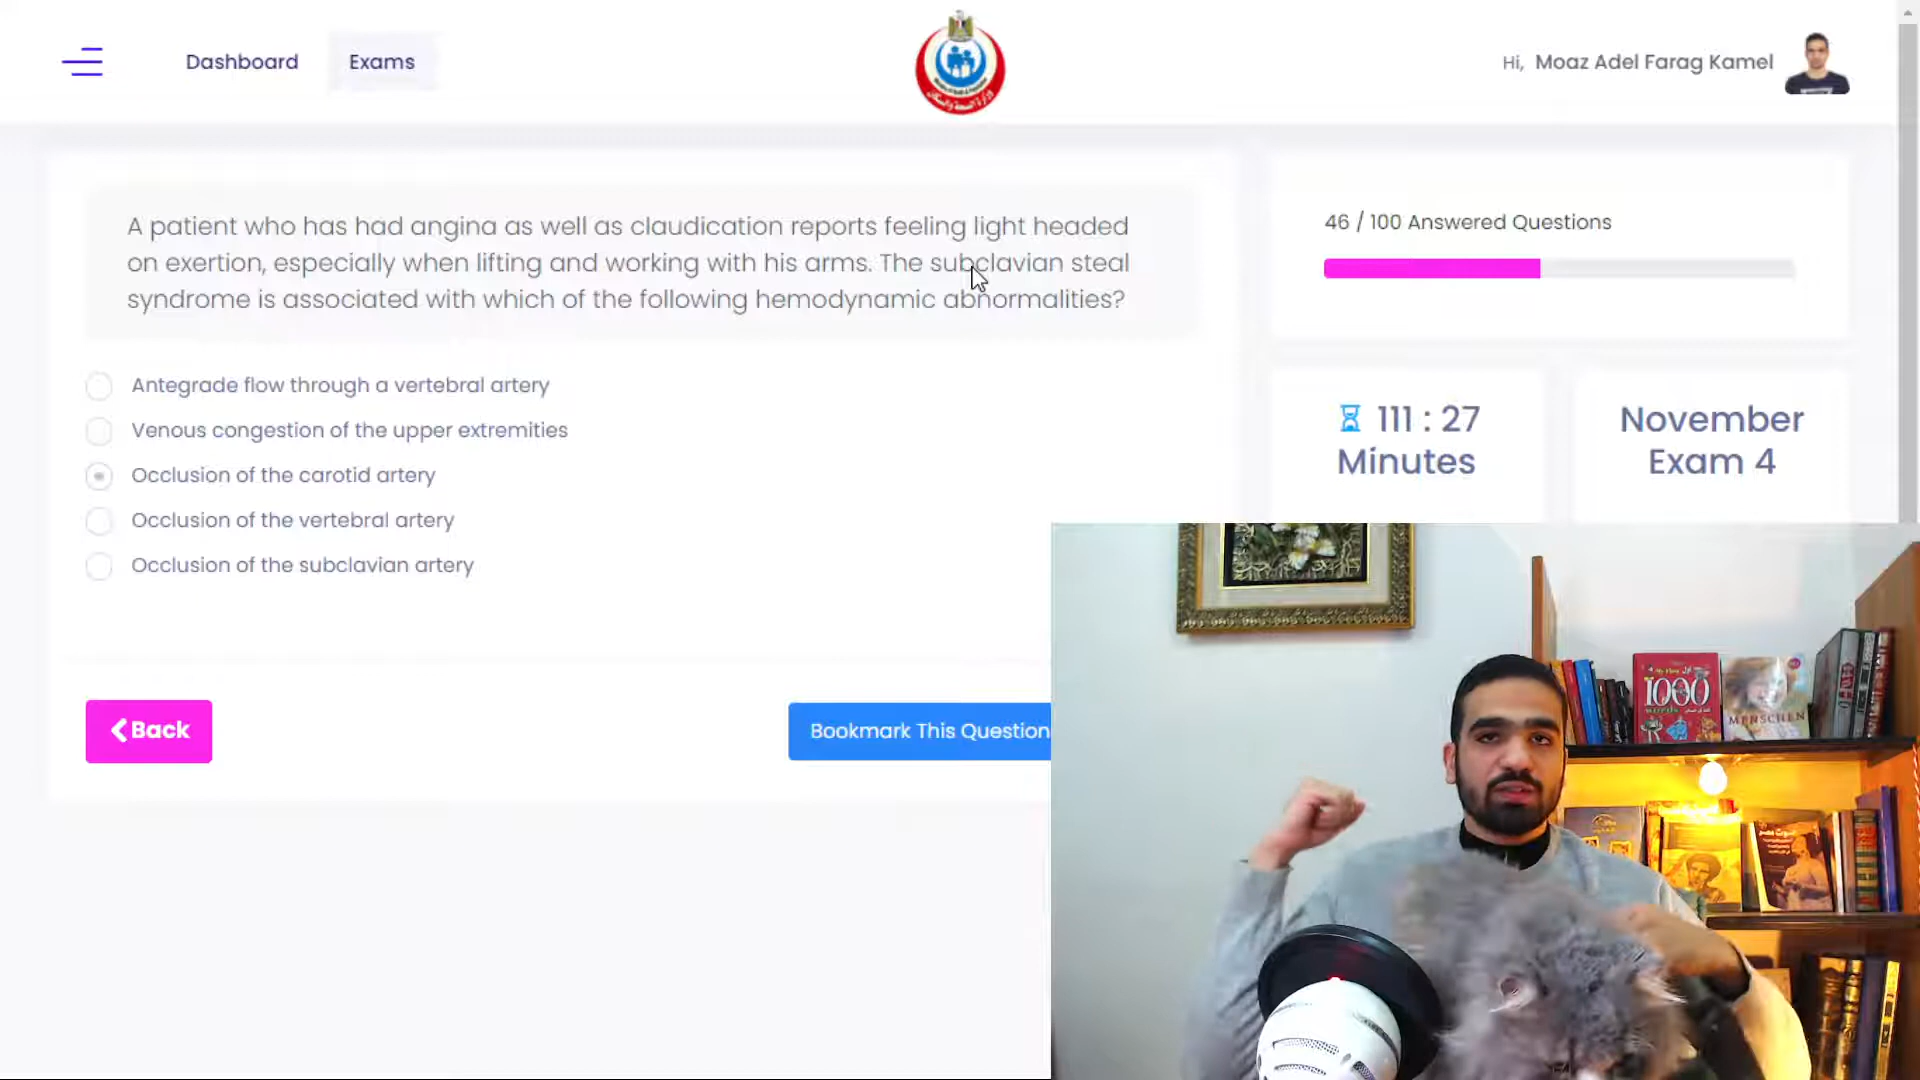 Dashboard
Exams
Hi, Moaz Adel Farag Kamel
A patient who has had angina as well as claudication reports feeling light headed
on exertion, especially when lifting and working with his arms. The subclavian steal
syndrome is associated with which of the following hemodynamic abnormalities?
Antegrade flow through a vertebral artery
Venous congestion of the upper extremities
Occlusion of the carotid artery
Occlusion of the vertebral artery
Occlusion of the subclavian artery
Back
Bookmark This Question
46 / 100 Answered Questions
111 : 27
Minutes
November
Exam 4
1000
words
MENSCHEN